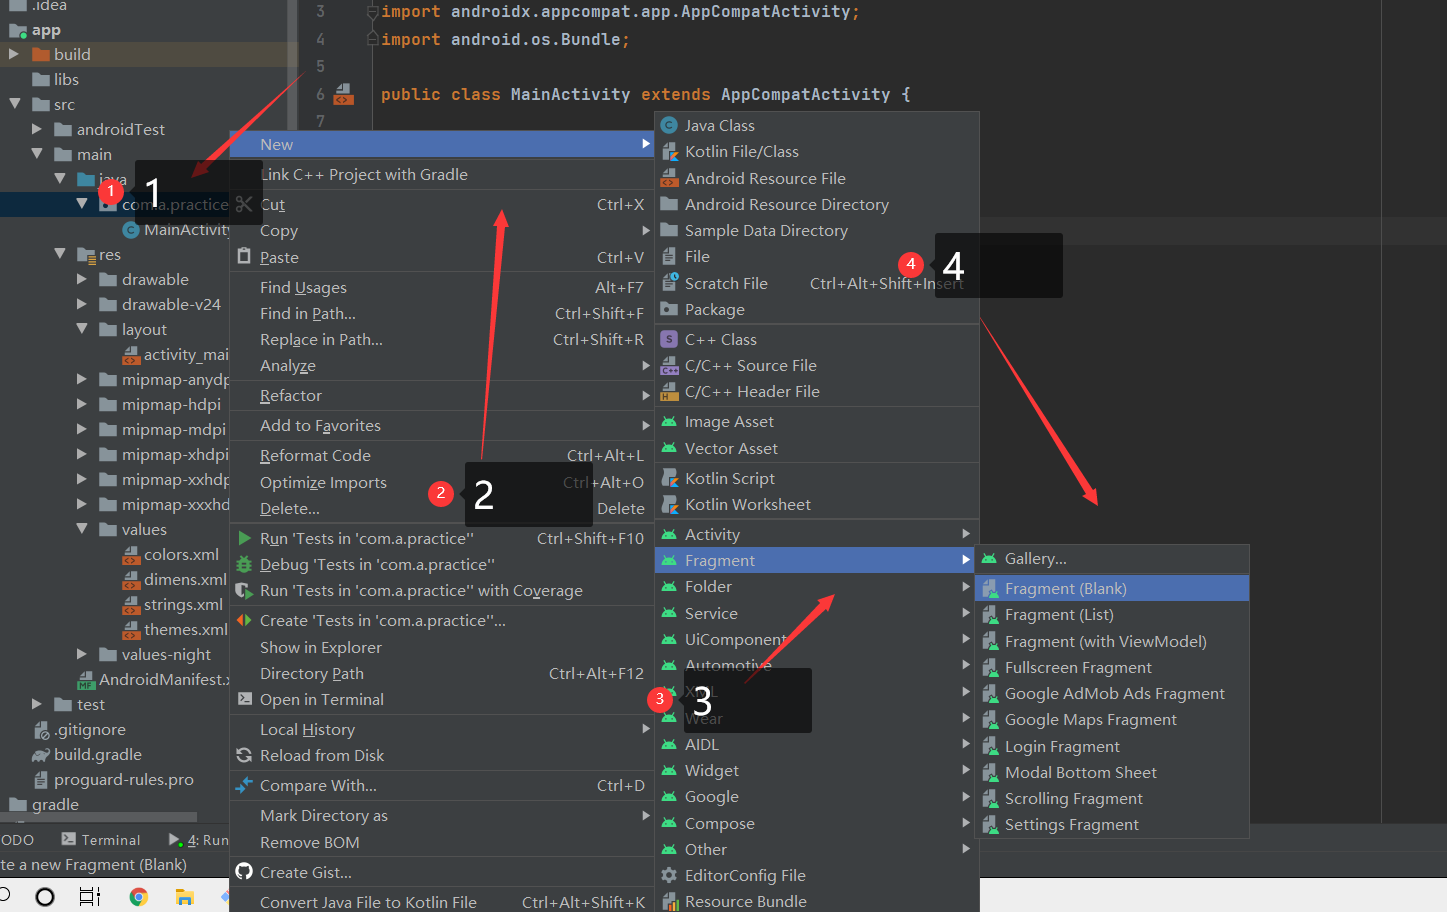 .idea
app
build
libs
src
androidTest
main
java
com.a.practice
MainActivity
res
drawable
drawable-v24
layout
activity_mai
mipmap-anydp
mipmap-hdpi
mipmap-mdpi
mipmap-xhdpi
mipmap-xxhdp
mipmap-xxxhd
values
colors.xml
dimens.xml
strings.xml
themes.xml
values-night
AndroidManifest.x
test
.gitignore
build.gradle
proguard-rules.pro
gradle
ODO Terminal 4: Run
te a new Fragment (Blank)
3 import androidx.appcompat.app.AppCompatActivity;
4 import android.os.Bundle;
5
6 public class MainActivity extends AppCompatActivity {
7
New
Link C++ Project with Gradle
Cut Ctrl+X
Copy
Paste Ctrl+V
Find Usages Alt+F7
Find in Path... Ctrl+Shift+F
Replace in Path... Ctrl+Shift+R
Analyze
Refactor
Add to Favorites
Reformat Code Ctrl+Alt+L
Optimize Imports Ctrl+Alt+O
Delete... Delete
Run 'Tests in 'com.a.practice'' Ctrl+Shift+F10
Debug 'Tests in 'com.a.practice''
Run 'Tests in 'com.a.practice'' with Coverage
Create 'Tests in 'com.a.practice''...
Show in Explorer
Directory Path Ctrl+Alt+F12
Open in Terminal
Local History
Reload from Disk
Compare With... Ctrl+D
Mark Directory as
Remove BOM
Create Gist...
Convert Java File to Kotlin File Ctrl+Alt+Shift+K
Java Class
Kotlin File/Class
Android Resource File
Android Resource Directory
Sample Data Directory
File
Scratch File Ctrl+Alt+Shift+Insert
Package
C++ Class
C/C++ Source File
C/C++ Header File
Image Asset
Vector Asset
Kotlin Script
Kotlin Worksheet
Activity
Fragment
Folder
Service
UiComponent
Automotive
XML
Wear
AIDL
Widget
Google
Compose
Other
EditorConfig File
Resource Bundle
Gallery...
Fragment (Blank)
Fragment (List)
Fragment (with ViewModel)
Fullscreen Fragment
Google AdMob Ads Fragment
Google Maps Fragment
Login Fragment
Modal Bottom Sheet
Scrolling Fragment
Settings Fragment
1 1
2 2
3 3
4 4